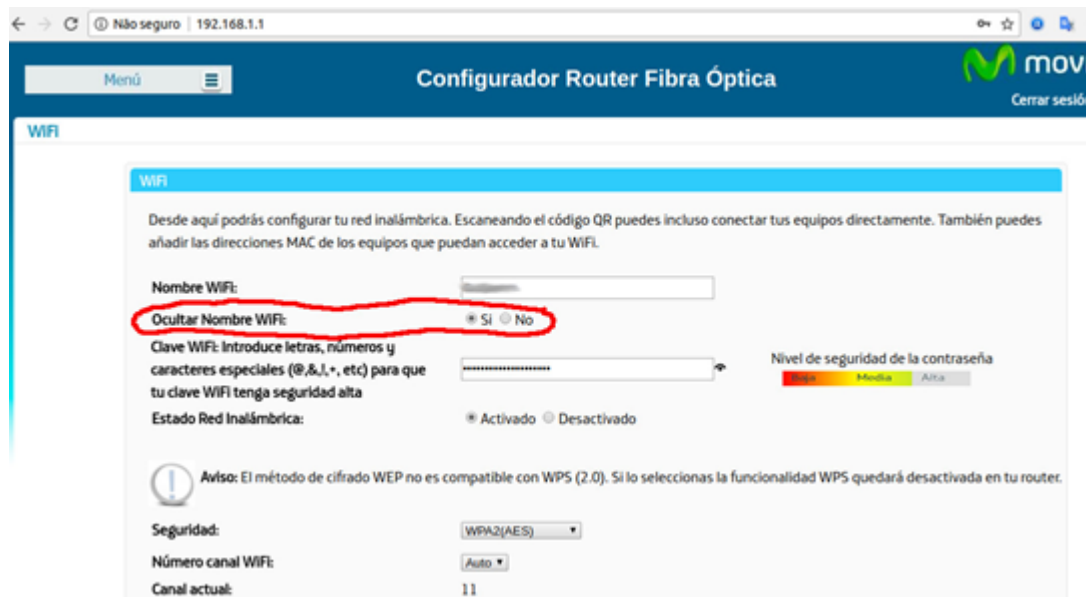 Não seguro | 192.168.1.1
Menú
Configurador Router Fibra Óptica
mov
Cerrar sesió
WiFi
WiFi
Desde aquí podrás configurar tu red inalámbrica. Escaneando el código QR puedes incluso conectar tus equipos directamente. También puedes
añadir las direcciones MAC de los equipos que puedan acceder a tu WiFi.
Nombre WiFi:
Ocultar Nombre WiFi: Sí No
Clave WiFi: Introduce letras, números y
caracteres especiales (@,&,!,+, etc) para que
tu clave WiFi tenga seguridad alta
Nivel de seguridad de la contraseña
Baja Media Alta
Estado Red Inalámbrica: Activado Desactivado
Aviso: El método de cifrado WEP no es compatible con WPS (2.0). Si lo seleccionas la funcionalidad WPS quedará desactivada en tu router.
Seguridad: WPA2(AES)
Número canal WiFi: Auto
Canal actual: 11